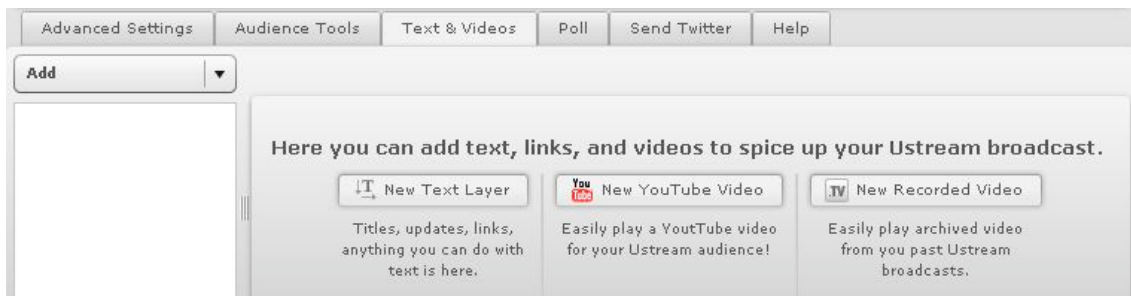 Advanced Settings Audience Tools Text & Videos Poll Send Twitter Help
Add
Here you can add text, links, and videos to spice up your Ustream broadcast.
New Text Layer
Titles, updates, links,
anything you can do with
text is here.
You Tube New YouTube Video
Easily play a YoutTube video
for your Ustream audience!
.TV New Recorded Video
Easily play archived video
from you past Ustream
broadcasts.